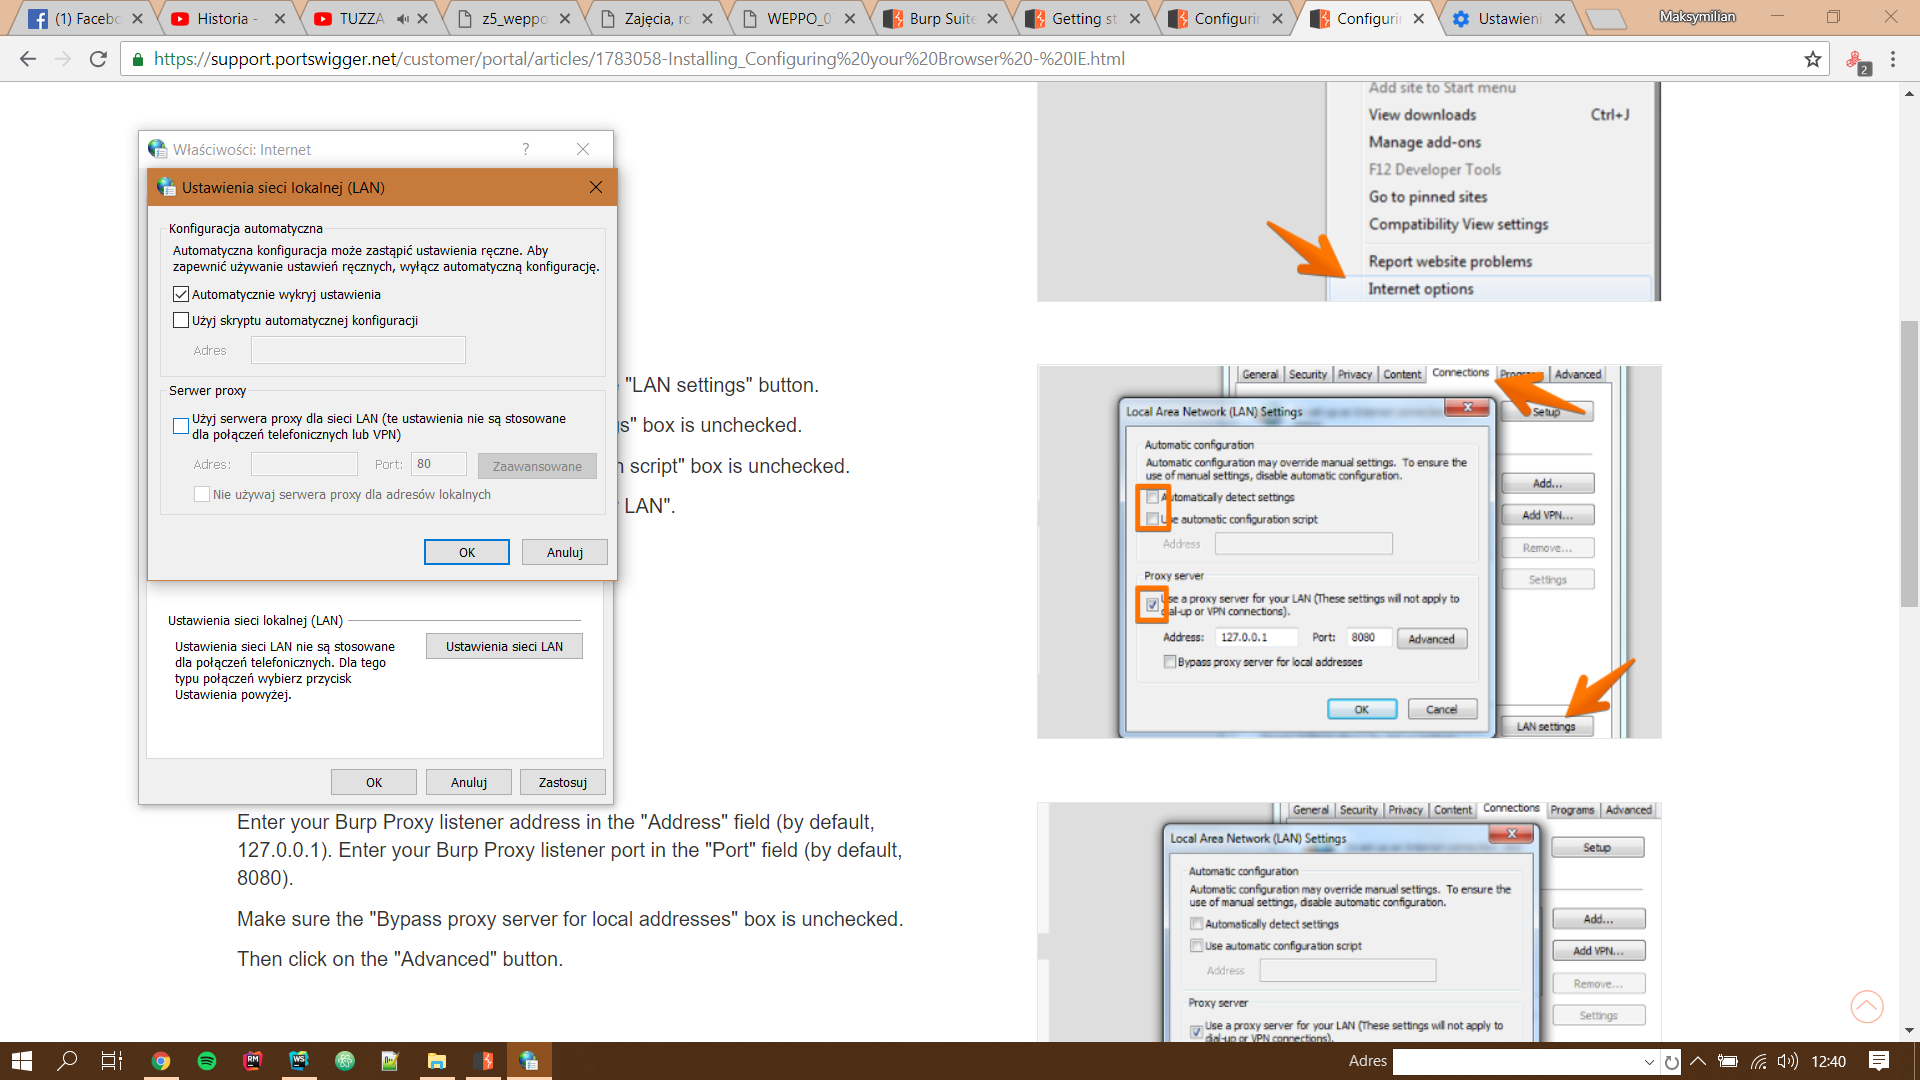 (1) Facebo
Historia -
TUZZA
z5_weppo
Zajęcia, ro
WEPPO_0
Burp Suite
Getting st
Configurin
Configurin
Ustawieni
Maksymilian
https://support.portswigger.net/customer/portal/articles/1783058-Installing_Configuring%20your%20Browser%20-%20IE.html
2
Właściwości: Internet
?
Ustawienia sieci lokalnej (LAN)
Konfiguracja automatyczna
Automatyczna konfiguracja może zastąpić ustawienia ręczne. Aby
zapewnić używanie ustawień ręcznych, wyłącz automatyczną konfigurację.
Automatycznie wykryj ustawienia
Użyj skryptu automatycznej konfiguracji
Adres
Serwer proxy
Użyj serwera proxy dla sieci LAN (te ustawienia nie są stosowane
dla połączeń telefonicznych lub VPN)
Adres:
Port: 80
Zaawansowane
Nie używaj serwera proxy dla adresów lokalnych
OK
Anuluj
Ustawienia sieci lokalnej (LAN)
Ustawienia sieci LAN nie są stosowane
dla połączeń telefonicznych. Dla tego
typu połączeń wybierz przycisk
Ustawienia powyżej.
Ustawienia sieci LAN
OK
Anuluj
Zastosuj
"LAN settings" button.
s" box is unchecked.
n script" box is unchecked.
LAN".
Enter your Burp Proxy listener address in the "Address" field (by default,
127.0.0.1). Enter your Burp Proxy listener port in the "Port" field (by default,
8080).
Make sure the "Bypass proxy server for local addresses" box is unchecked.
Then click on the "Advanced" button.
Add site to Start menu
View downloads Ctrl+J
Manage add-ons
F12 Developer Tools
Go to pinned sites
Compatibility View settings
Report website problems
Internet options
General Security Privacy Content Connections Programs Advanced
Local Area Network (LAN) Settings
Automatic configuration
Automatic configuration may override manual settings. To ensure the
use of manual settings, disable automatic configuration.
Automatically detect settings
Use automatic configuration script
Address
Proxy server
Use a proxy server for your LAN (These settings will not apply to
dial-up or VPN connections).
Address: 127.0.0.1 Port: 8080 Advanced
Bypass proxy server for local addresses
OK
Cancel
Setup
Add...
Add VPN...
Remove...
Settings
LAN settings
General Security Privacy Content Connections Programs Advanced
Local Area Network (LAN) Settings
Automatic configuration
Automatic configuration may override manual settings. To ensure the
use of manual settings, disable automatic configuration.
Automatically detect settings
Use automatic configuration script
Address
Proxy server
Use a proxy server for your LAN (These settings will not apply to
dial-up or VPN connections).
Setup
Add...
Add VPN...
Remove...
Settings
RM
WS
Adres
12:40